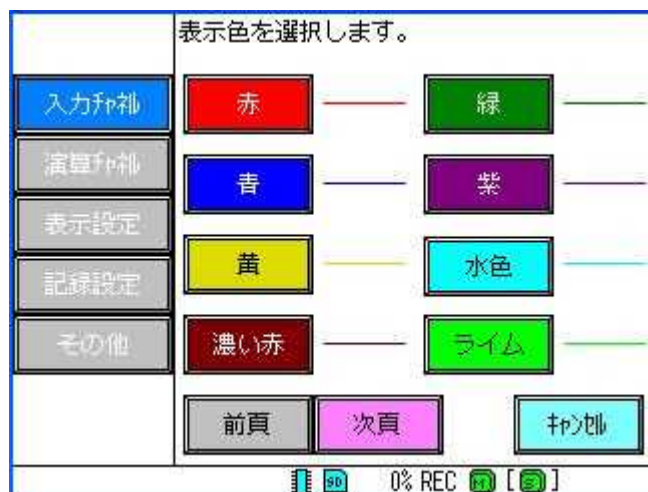 表示色を選択します。
入力ﾁｬﾈﾙ
演算ﾁｬﾈﾙ
表示設定
記録設定
その他
赤
緑
青
紫
黄
水色
濃い赤
ライム
前頁
次頁
ｷｬﾝｾﾙ
SD 0% REC M [ S ]